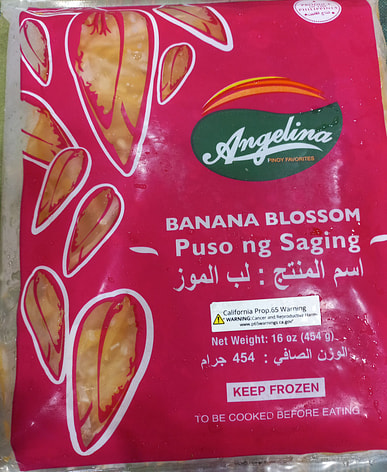 PRODUCT
PHILIPPINES
Angelina
PINOY FAVORITES
BANANA BLOSSOM
Puso ng Saging
اسم المنتج : لب الموز
California Prop.65 Warning
WARNING:Cancer and Reproductive Harm-
www.p65warnings.ca.gov
Net Weight: 16 oz (454 g)
الوزن الصافي : 454 جرام
KEEP FROZEN
TO BE COOKED BEFORE EATING